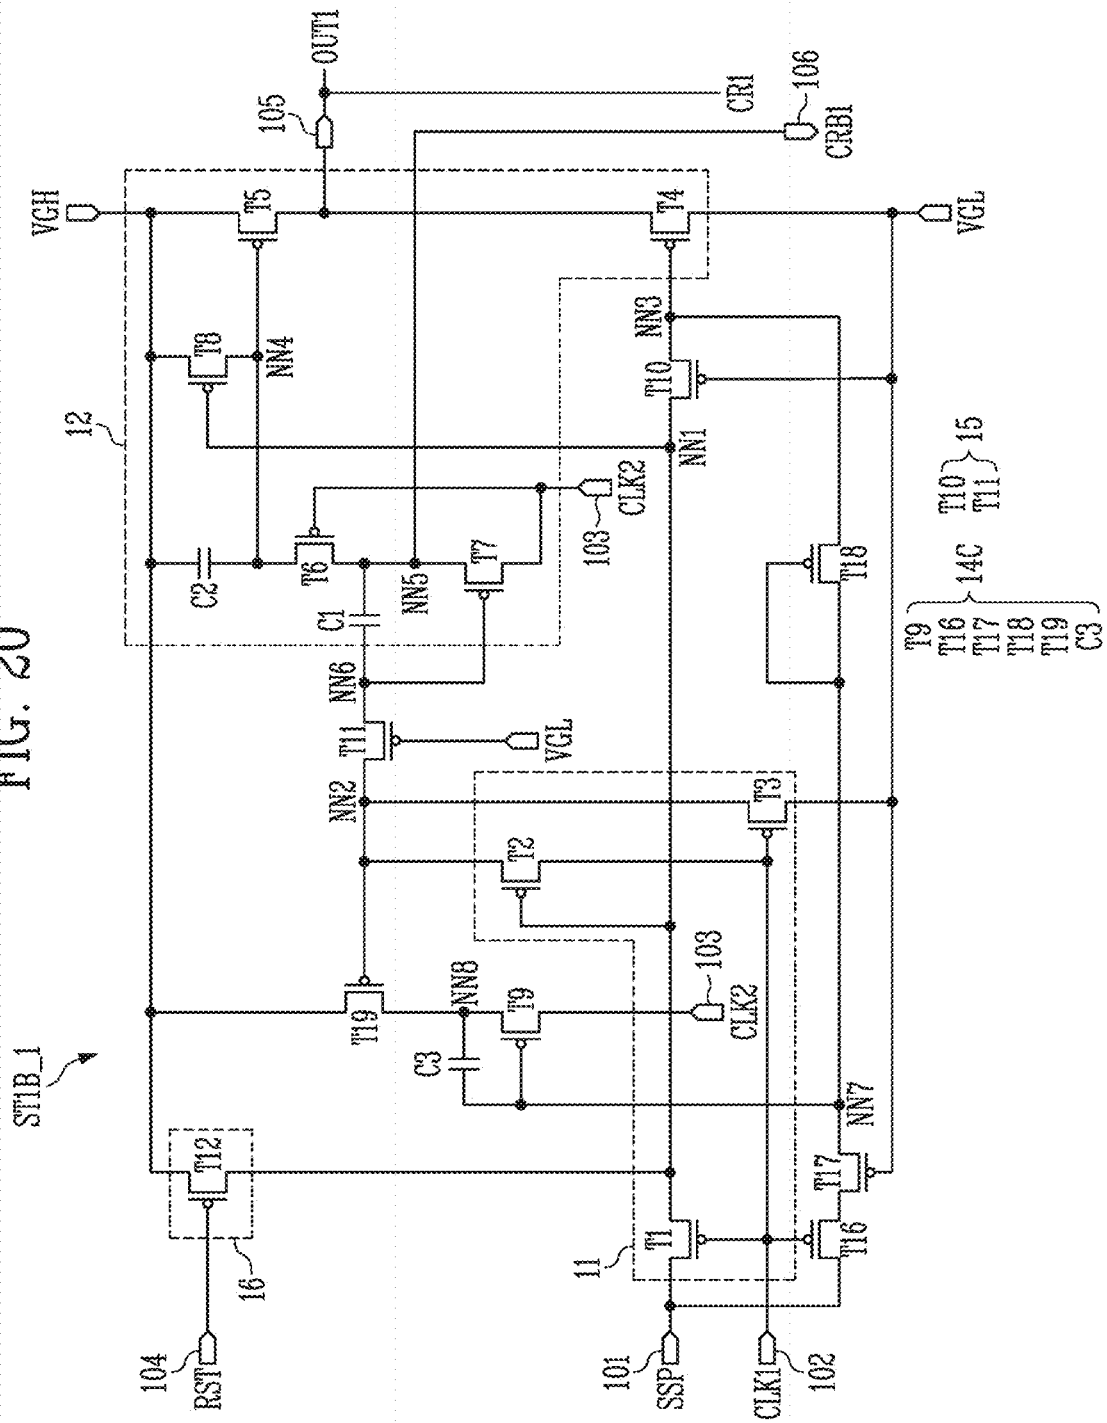 FIG. 20
ST1B_1
VGH
12
105
OUT1
T5
T8
NN4
C2
T6
C1
NN5
T7
103
CLK2
CR1
CRB1
106
NN6
T11
VGL
NN2
T19
NN8
C3
T9
103
CLK2
T2
T3
16
T12
104
RST
11
T1
101
SSP
CLK1
102
T16
T17
NN7
T18
NN1
T10
NN3
T4
VGL
T9
T16
T17
T18
T19
C3
14C
T10
T11
15